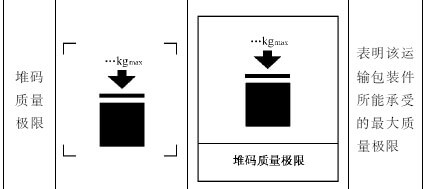 堆码
质量
极限
…kgmax
…kgmax
堆码质量极限
表明该运
输包装件
所能承受
的最大质
量极限